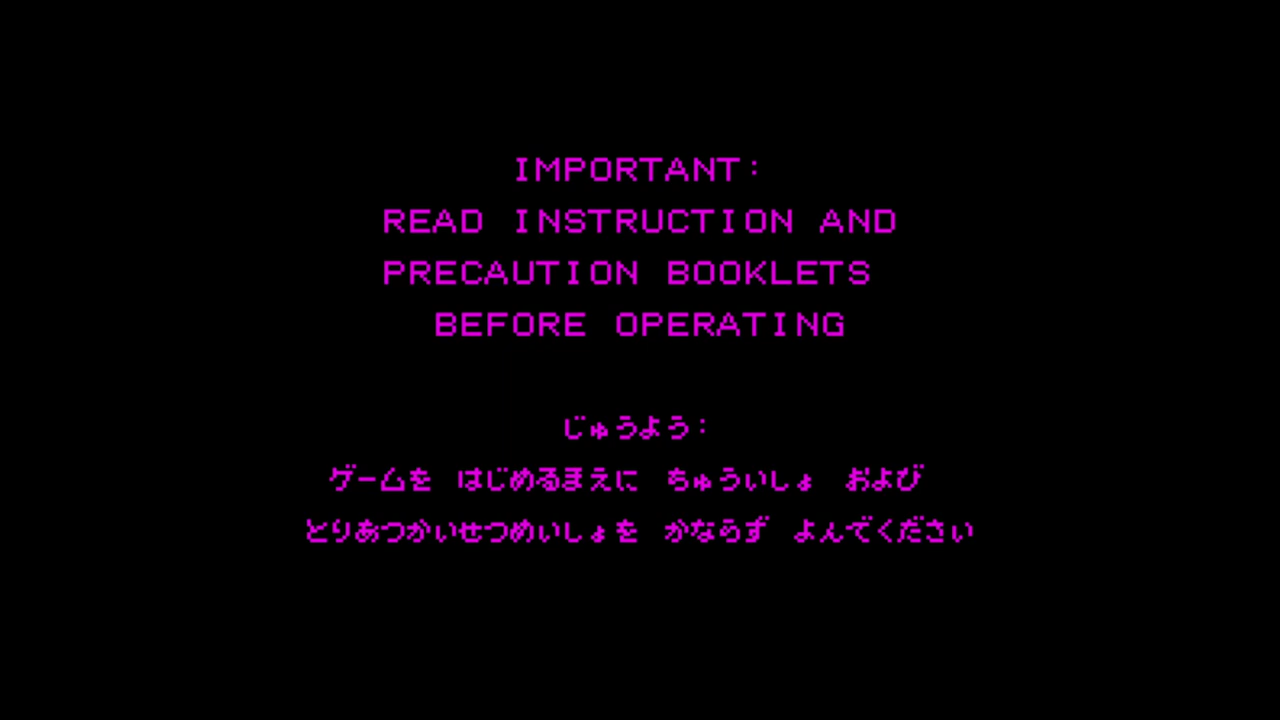 IMPORTANT:
READ INSTRUCTION AND
PRECAUTION BOOKLETS
BEFORE OPERATING
じゅうよう:
ゲームを はじめるまえに ちゅういしょ および
とりあつかいせつめいしょを かならず よんでください